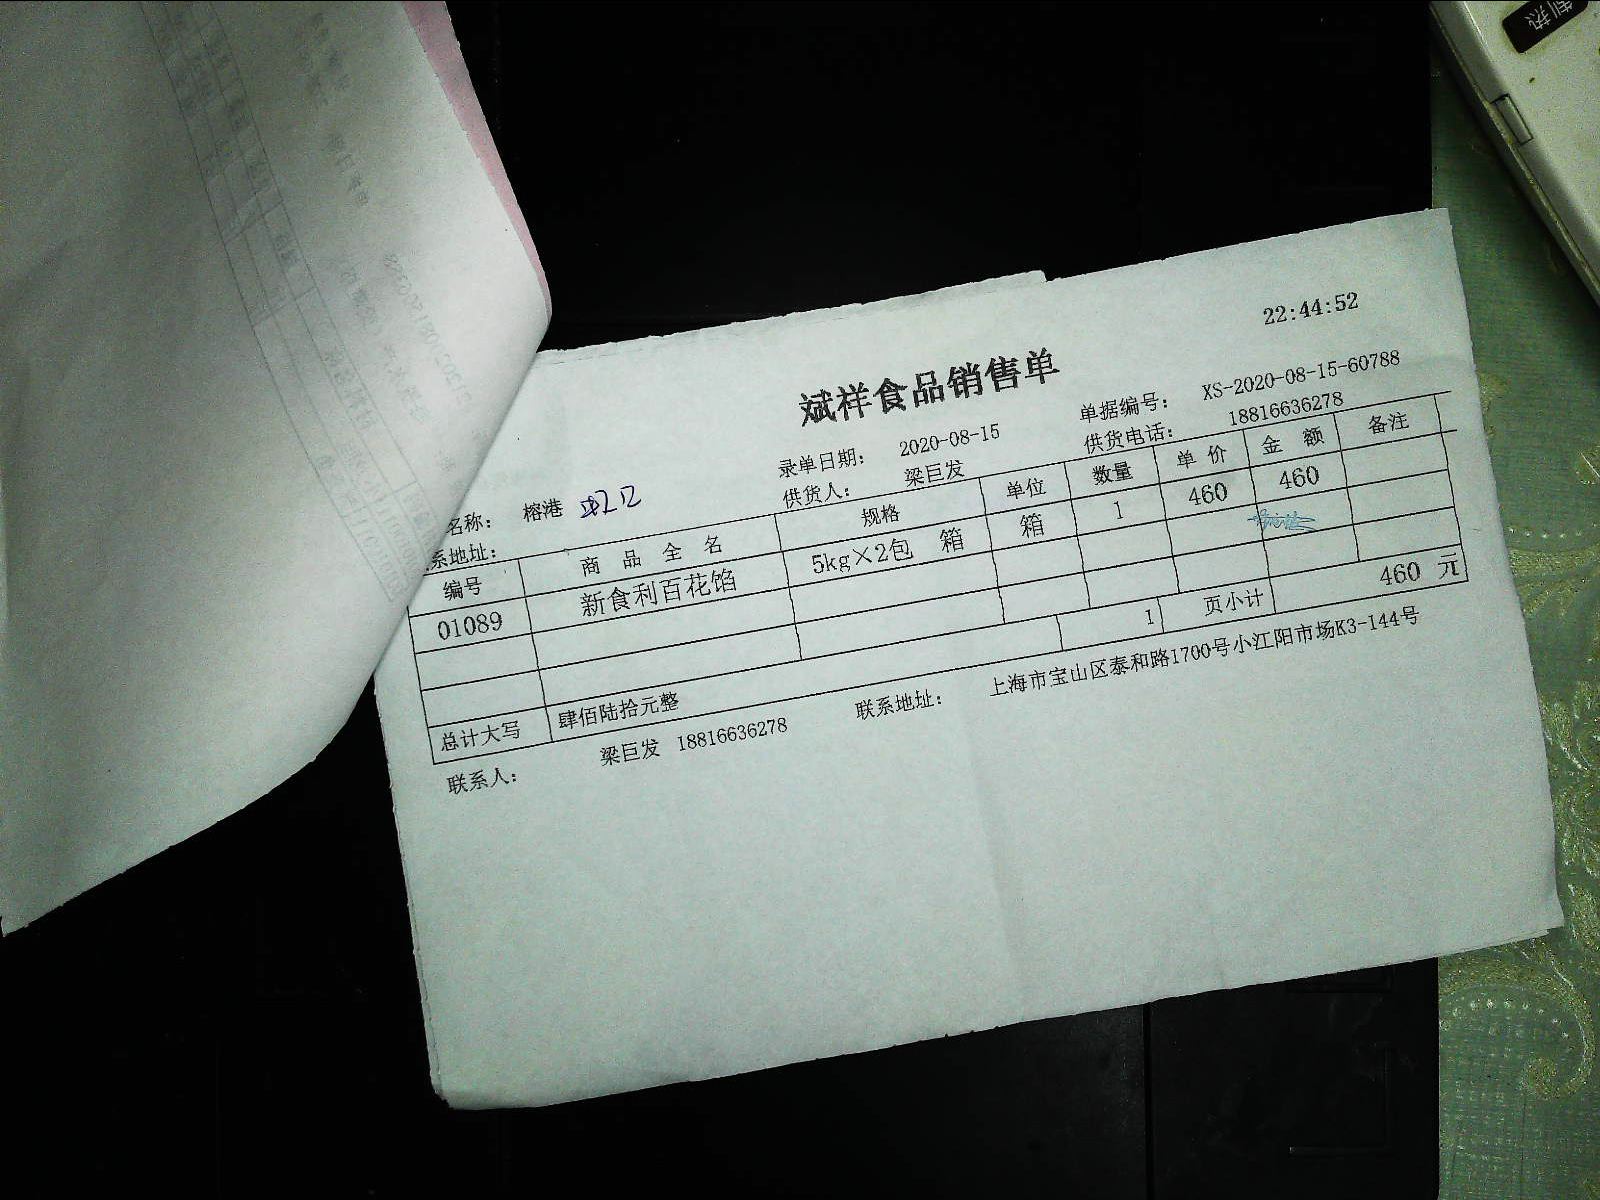 22:44:52
斌祥食品销售单
录单日期: 2020-08-15 单据编号: XS-2020-08-15-60788
名称: 榕港 供货人: 梁巨发 供货电话: 18816636278
系地址:
编号 商品全名 规格 单位 数量 单价 金额 备注
01089 新食利百花馅 5kg×2包 箱 箱 1 460 460
1 页小计 460 元
总计大写 肆佰陆拾元整
联系人: 梁巨发 18816636278 联系地址: 上海市宝山区泰和路1700号小江阳市场K3-144号
制热